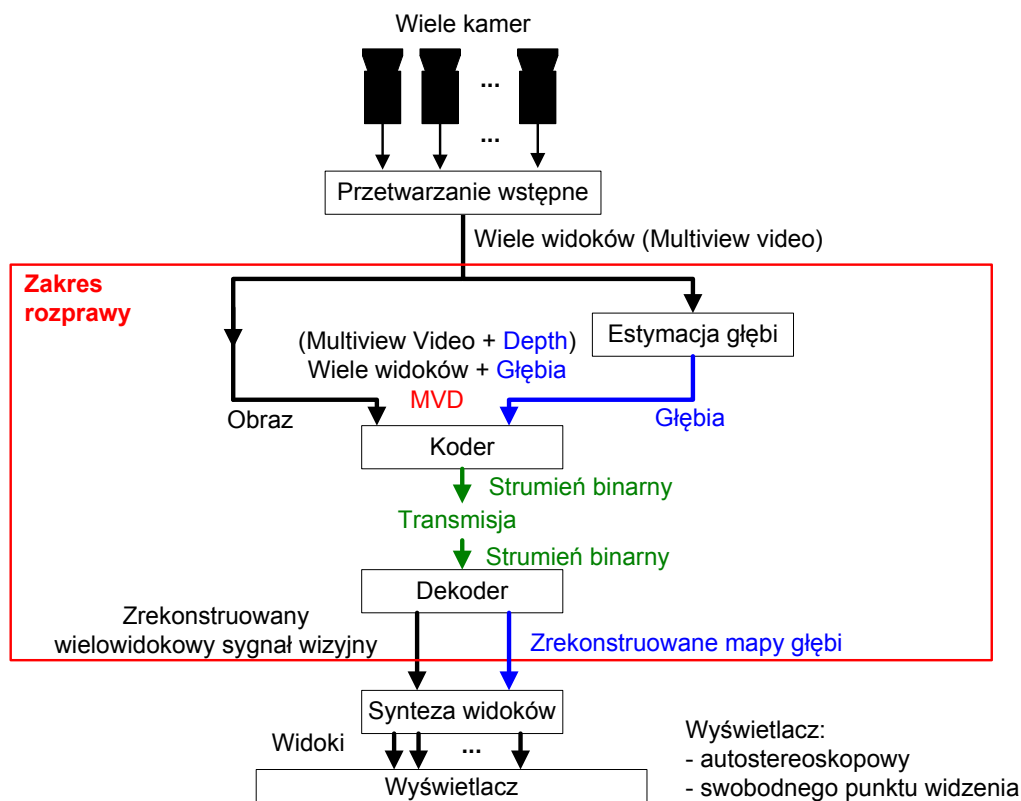 Wiele kamer
...
...
Przetwarzanie wstępne
Wiele widoków (Multiview video)
Zakres
rozprawy
Estymacja głębi
(Multiview Video + Depth)
Wiele widoków + Głębia
MVD
Obraz
Głębia
Koder
Strumień binarny
Transmisja
Strumień binarny
Dekoder
Zrekonstruowany
wielowidokowy sygnał wizyjny
Zrekonstruowane mapy głębi
Synteza widoków
Widoki
...
Wyświetlacz
Wyświetlacz:
- autostereoskopowy
- swobodnego punktu widzenia